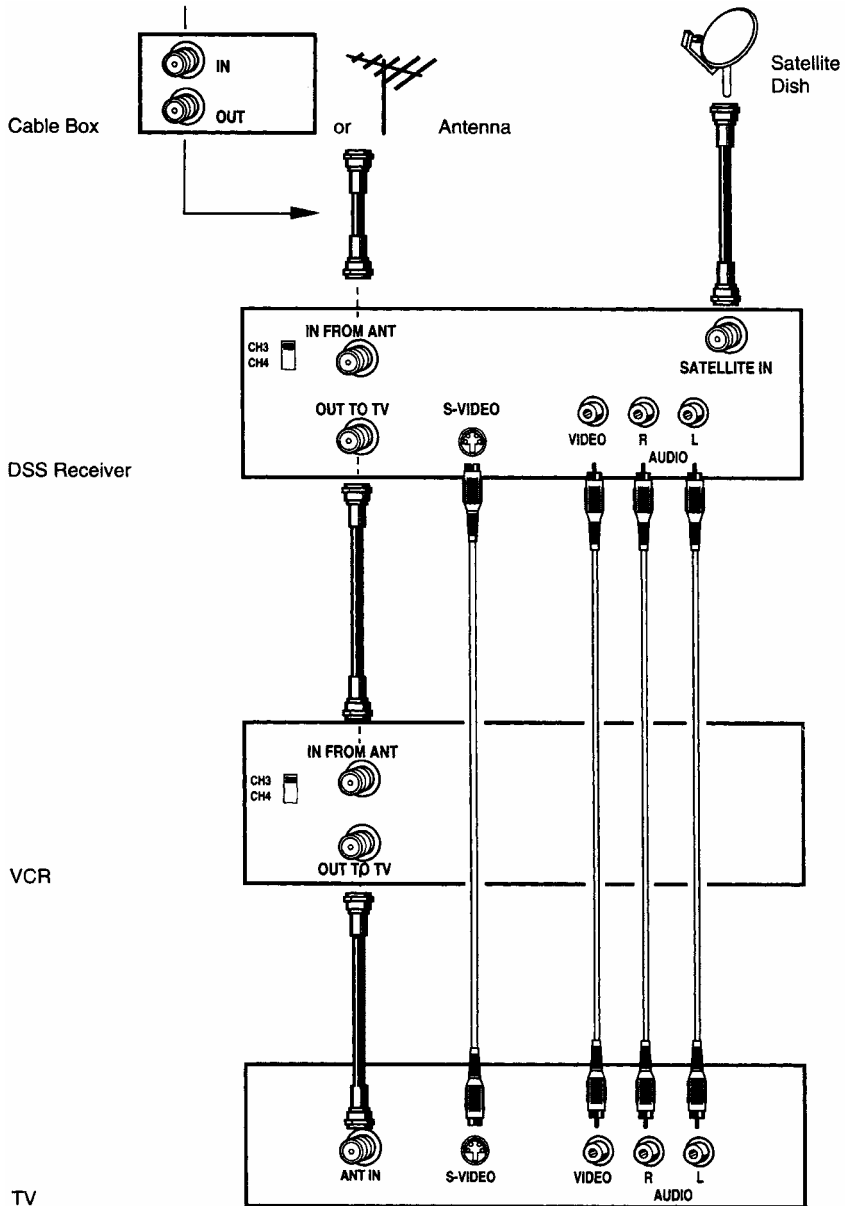 IN
OUT
Cable Box
or
Antenna
Satellite
Dish
IN FROM ANT
CH3
CH4
SATELLITE IN
OUT TO TV
S-VIDEO
VIDEO
R
L
AUDIO
DSS Receiver
IN FROM ANT
CH3
CH4
OUT TO TV
VCR
ANT IN
S-VIDEO
VIDEO
R
L
AUDIO
TV